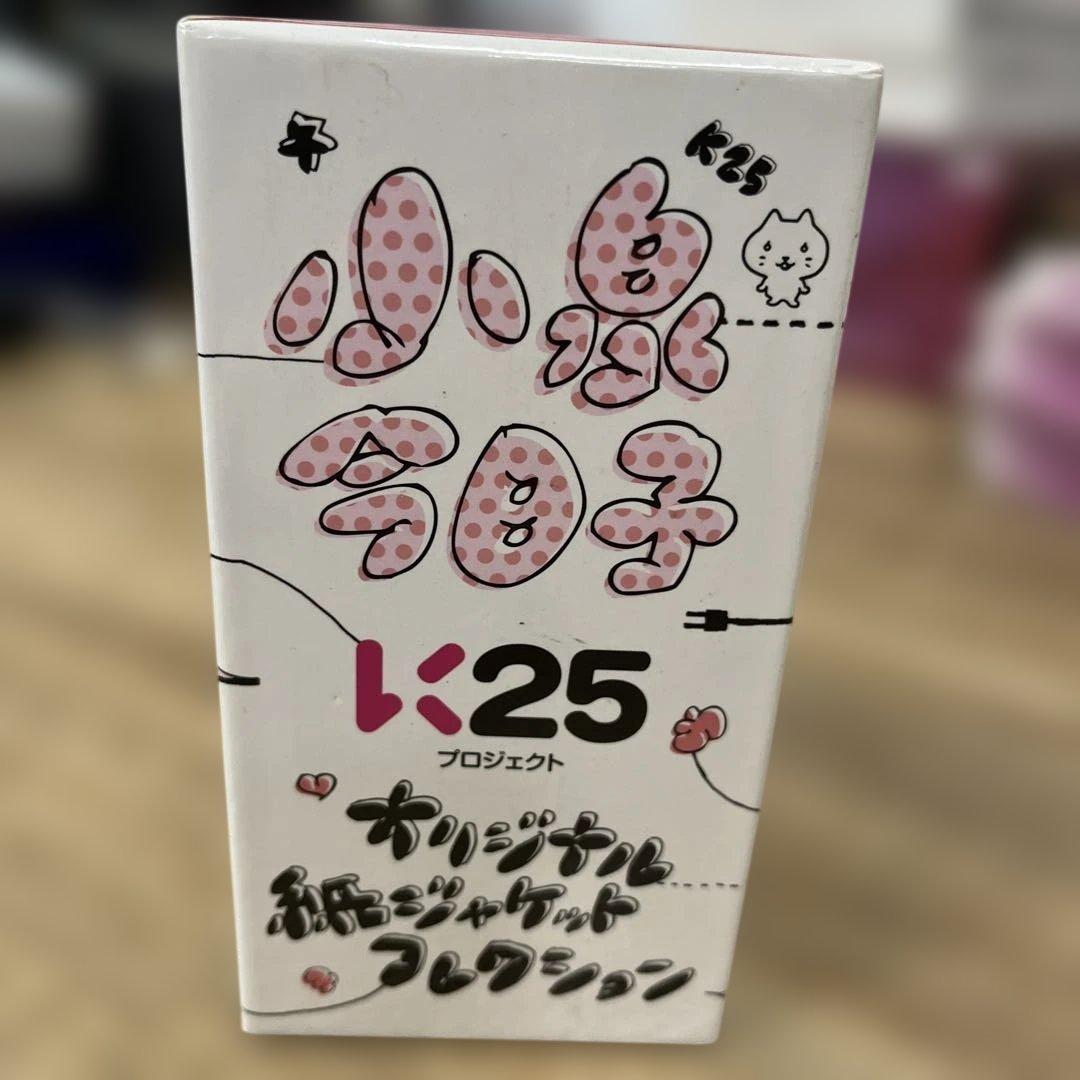 K25
小泉
今日子
K25
プロジェクト
オリジナル
紙ジャケット
コレクション